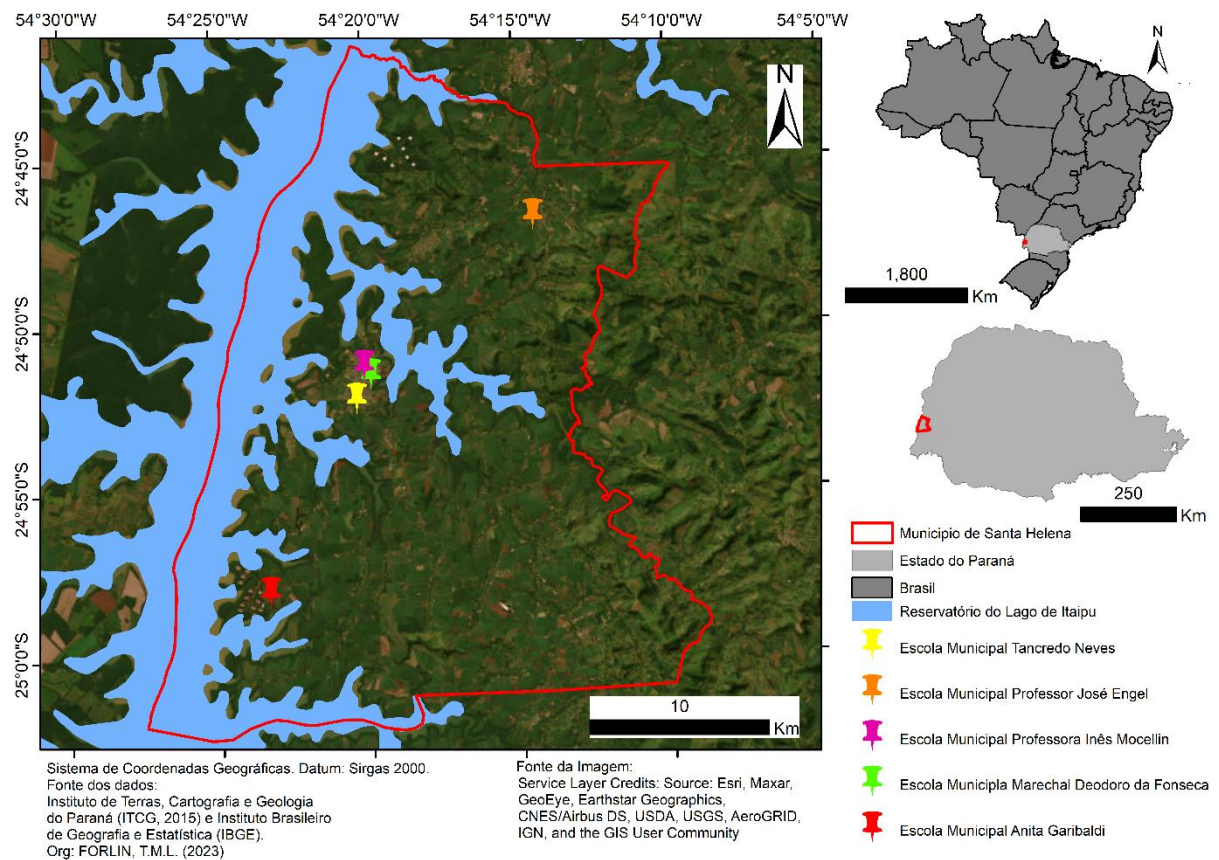 54°30'0"W 54°25'0"W 54°20'0"W 54°15'0"W 54°10'0"W 54°5'0"W
24°45'0"S
24°50'0"S
24°55'0"S
25°0'0"S
N
10
Km
N
1,800
Km
250
Km
Município de Santa Helena
Estado do Paraná
Brasil
Reservatório do Lago de Itaipu
Escola Municipal Tancredo Neves
Escola Municipal Professor José Engel
Escola Municipal Professora Inês Mocellin
Escola Municipla Marechal Deodoro da Fonseca
Escola Municipal Anita Garibaldi
Sistema de Coordenadas Geográficas. Datum: Sirgas 2000.
Fonte dos dados:
Instituto de Terras, Cartografia e Geologia
do Paraná (ITCG, 2015) e Instituto Brasileiro
de Geografia e Estatística (IBGE).
Org: FORLIN, T.M.L. (2023)
Fonte da Imagem:
Service Layer Credits: Source: Esri, Maxar,
GeoEye, Earthstar Geographics,
CNES/Airbus DS, USDA, USGS, AeroGRID,
IGN, and the GIS User Community